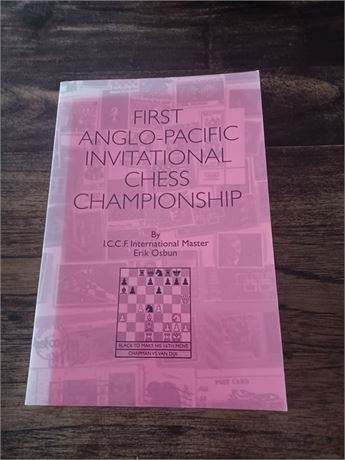 FIRST
ANGLO-PACIFIC
INVITATIONAL
CHESS
CHAMPIONSHIP
By
I.C.C.F. International Master
Erik Osbun
BLACK TO MAKE HIS 16TH MOVE
CHAPMAN VS. VAN DIJK